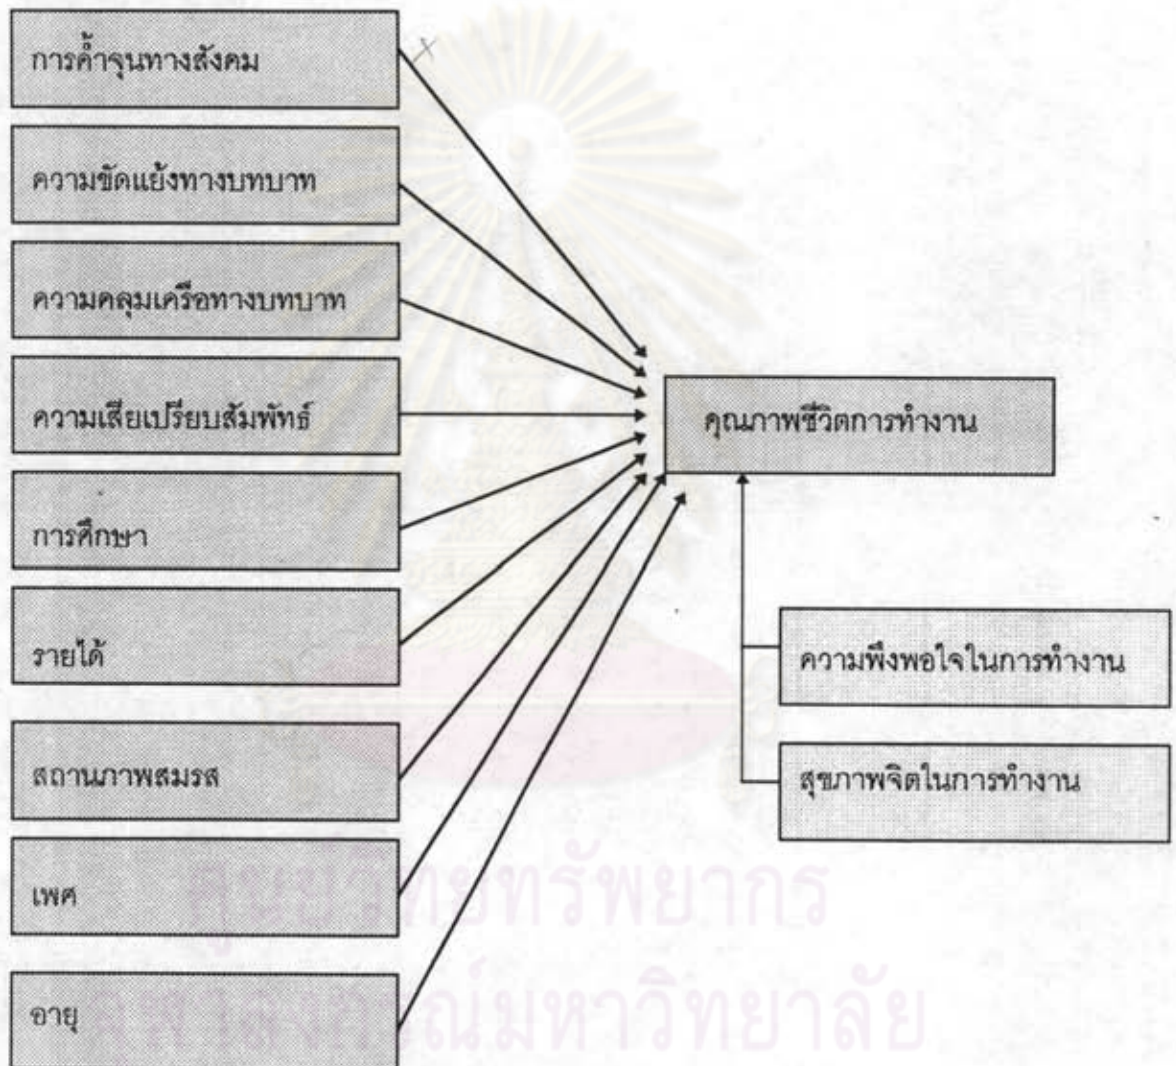 การค้ำจุนทางสังคม
ความขัดแย้งทางบทบาท
ความคลุมเครือทางบทบาท
ความเสียเปรียบสัมพัทธ์
คุณภาพชีวิตการทำงาน
การศึกษา
รายได้
ความพึงพอใจในการทำงาน
สถานภาพสมรส
สุขภาพจิตในการทำงาน
เพศ
อายุ
ศูนย์วิทยทรัพยากร
จุฬาลงกรณ์มหาวิทยาลัย